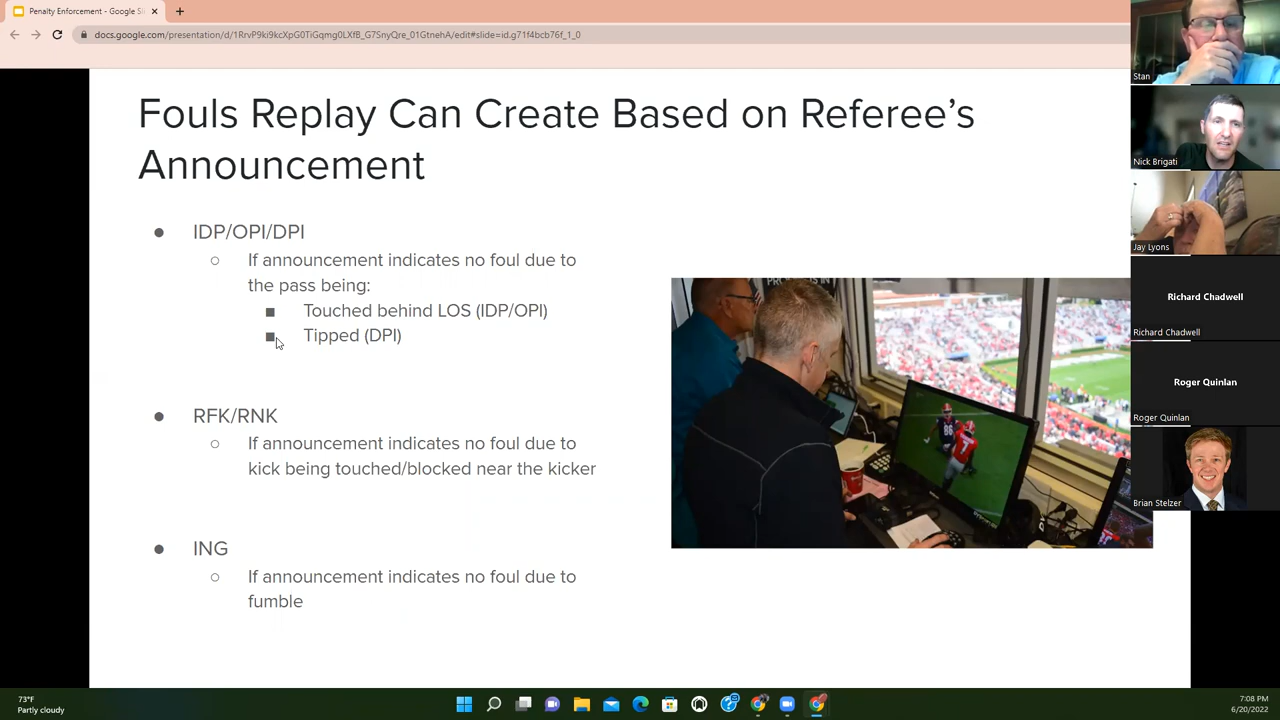 Penalty Enforcement - Google Sli
docs.google.com/presentation/d/1RrvP9ki9kcXpG0TiGqmg0LXfB_G7SnyQre_01GtnehA/edit#slide=id.g71f4bcb76f_1_0
Fouls Replay Can Create Based on Referee's
Announcement
● IDP/OPI/DPI
○ If announcement indicates no foul due to
the pass being:
■ Touched behind LOS (IDP/OPI)
■ Tipped (DPI)
● RFK/RNK
○ If announcement indicates no foul due to
kick being touched/blocked near the kicker
● ING
○ If announcement indicates no foul due to
fumble
Stan
Nick Brigati
Jay Lyons
Richard Chadwell
Richard Chadwell
Roger Quinlan
Roger Quinlan
Brian Stelzer
73°F
Partly cloudy
7:08 PM
6/20/2022